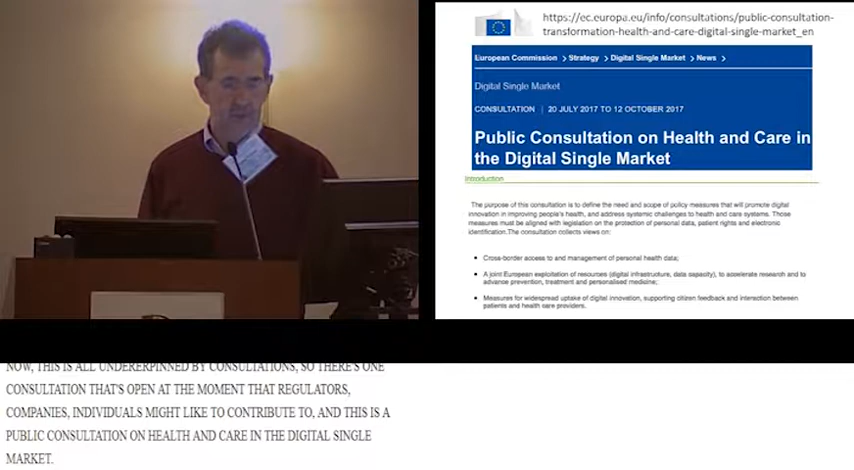 https://ec.europa.eu/info/consultations/public-consultation-
transformation-health-and-care-digital-single-market_en
European Commission > Strategy > Digital Single Market > News >
Digital Single Market
CONSULTATION | 20 JULY 2017 TO 12 OCTOBER 2017
Public Consultation on Health and Care in
the Digital Single Market
Introduction
The purpose of this consultation is to define the need and scope of policy measures that will promote digital
innovation in improving people's health, and address systemic challenges to health and care systems. Those
measures must be aligned with legislation on the protection of personal data, patient rights and electronic
identification.The consultation collects views on:
• Cross-border access to and management of personal health data;
• A joint European exploitation of resources (digital infrastructure, data capacity), to accelerate research and to
advance prevention, treatment and personalised medicine;
• Measures for widespread uptake of digital innovation, supporting citizen feedback and interaction between
patients and health care providers.
NOW, THIS IS ALL UNDERERPINNED BY CONSULTATIONS, SO THERE'S ONE
CONSULTATION THAT'S OPEN AT THE MOMENT THAT REGULATORS,
COMPANIES, INDIVIDUALS MIGHT LIKE TO CONTRIBUTE TO, AND THIS IS A
PUBLIC CONSULTATION ON HEALTH AND CARE IN THE DIGITAL SINGLE
MARKET.